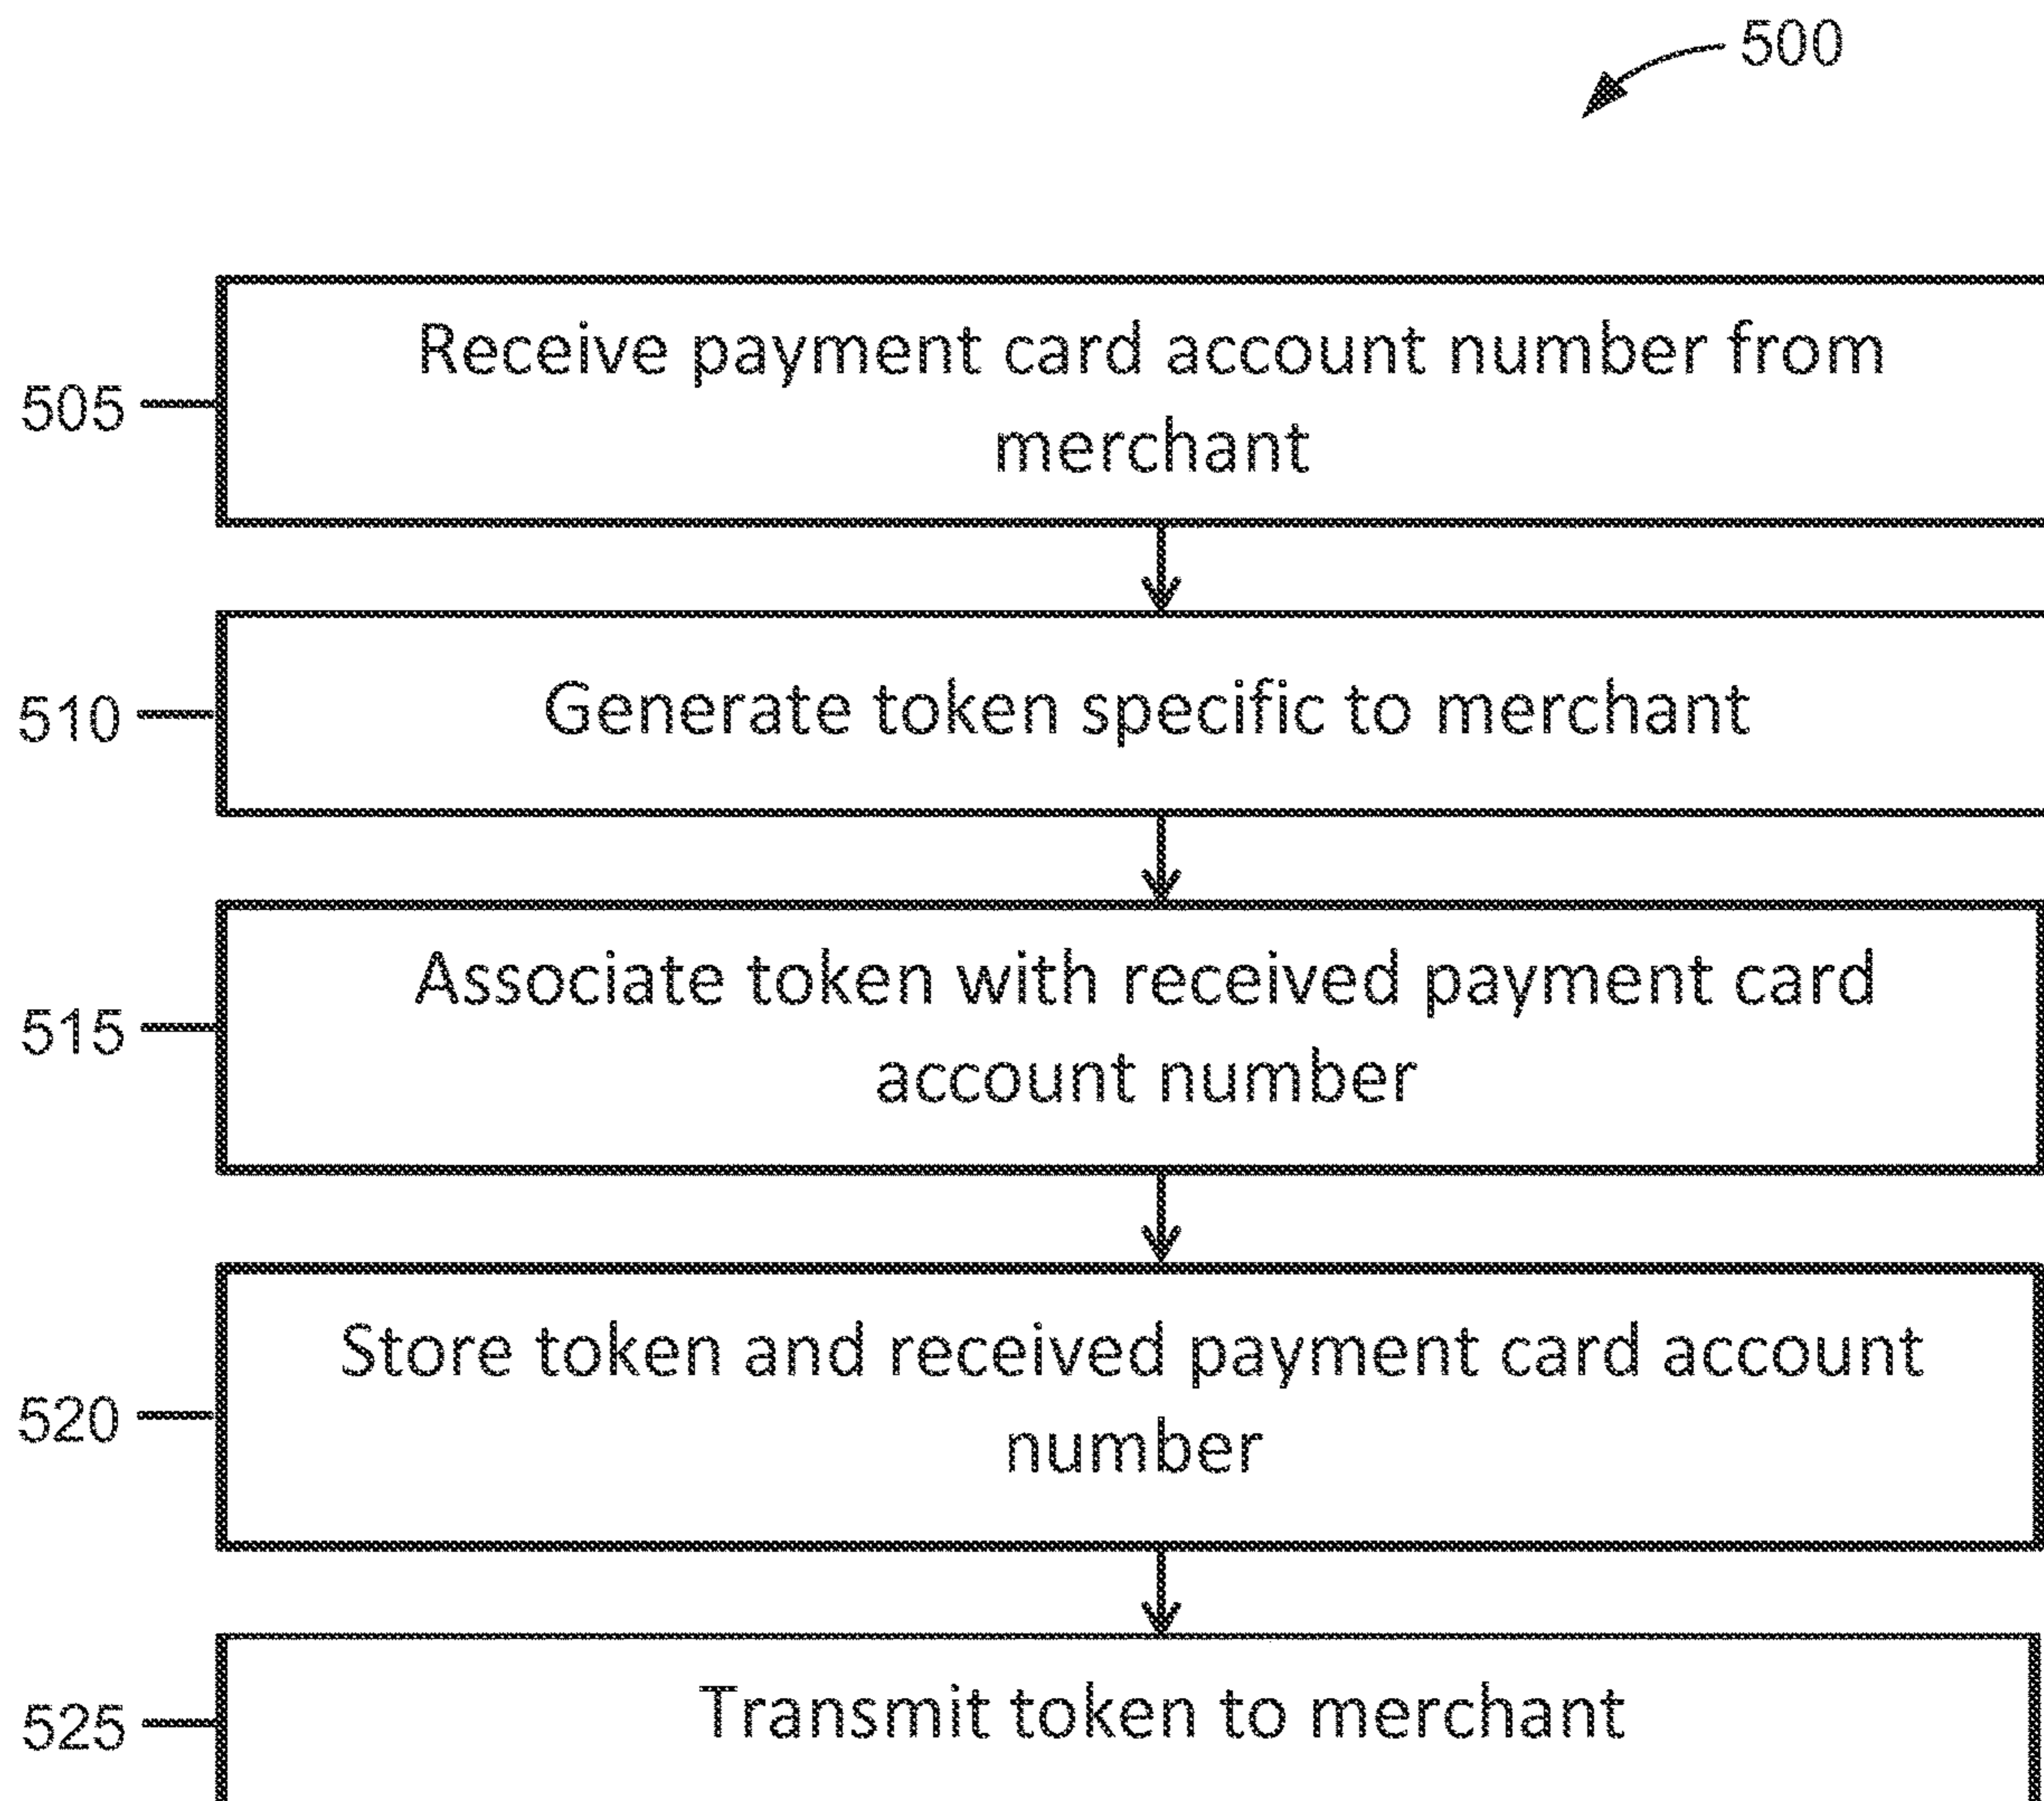 500
Receive payment card account number from
merchant
505
Generate token specific to merchant
510
Associate token with received payment card
account number
515
Store token and received payment card account
number
520
Transmit token to merchant
525